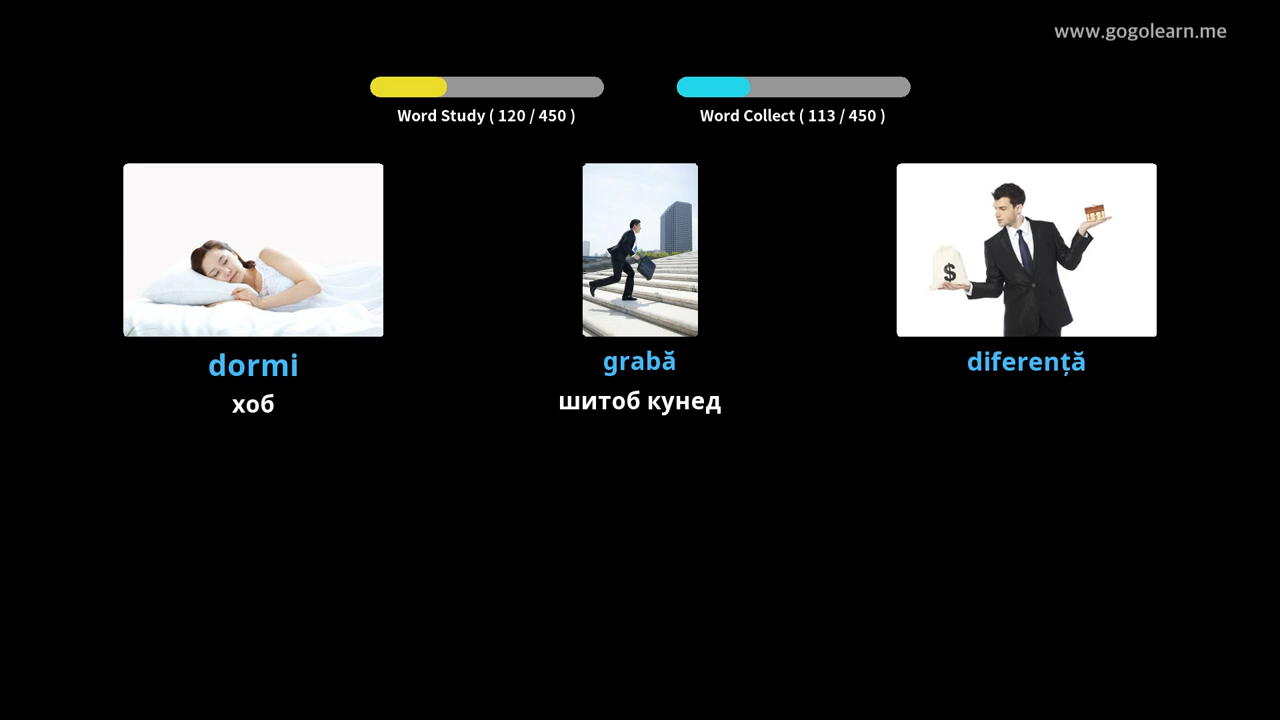 www.gogolearn.me
Word Study ( 120 / 450 )
Word Collect ( 113 / 450 )
$
dormi
grabă
diferență
хоб
шитоб кунед